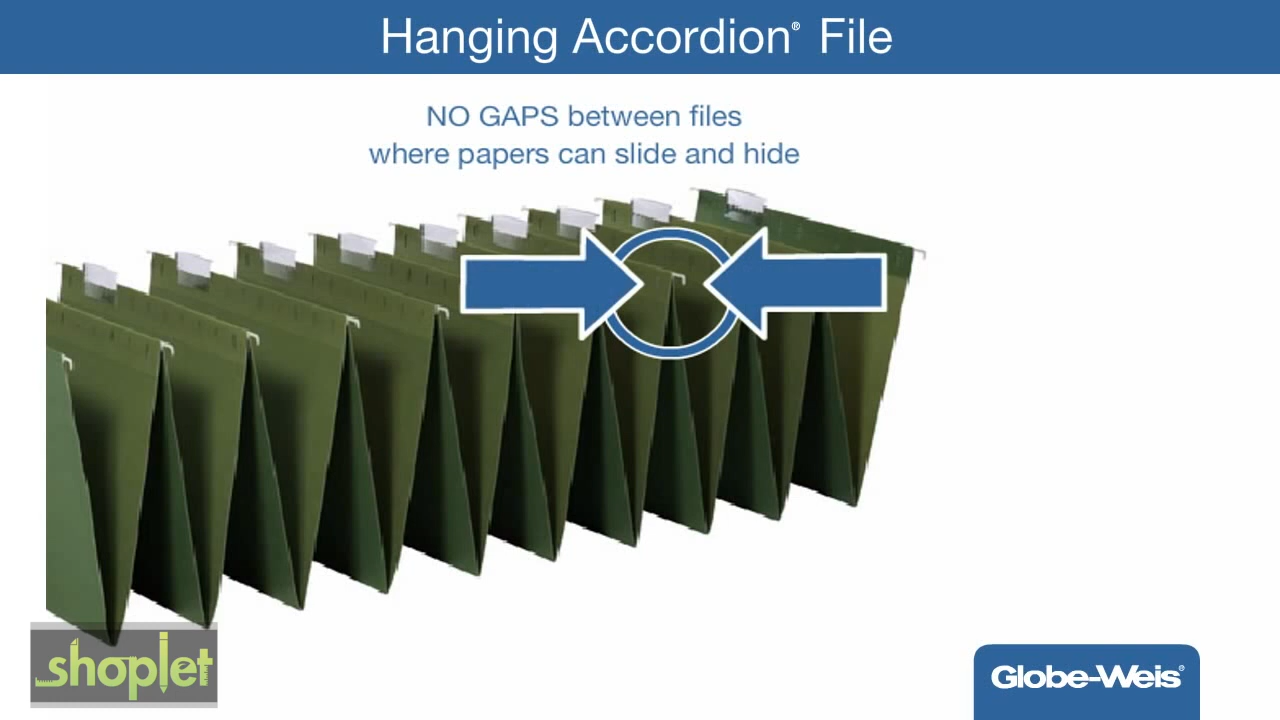 Hanging Accordion® File
NO GAPS between files
where papers can slide and hide
shoplet
Globe-Weis®